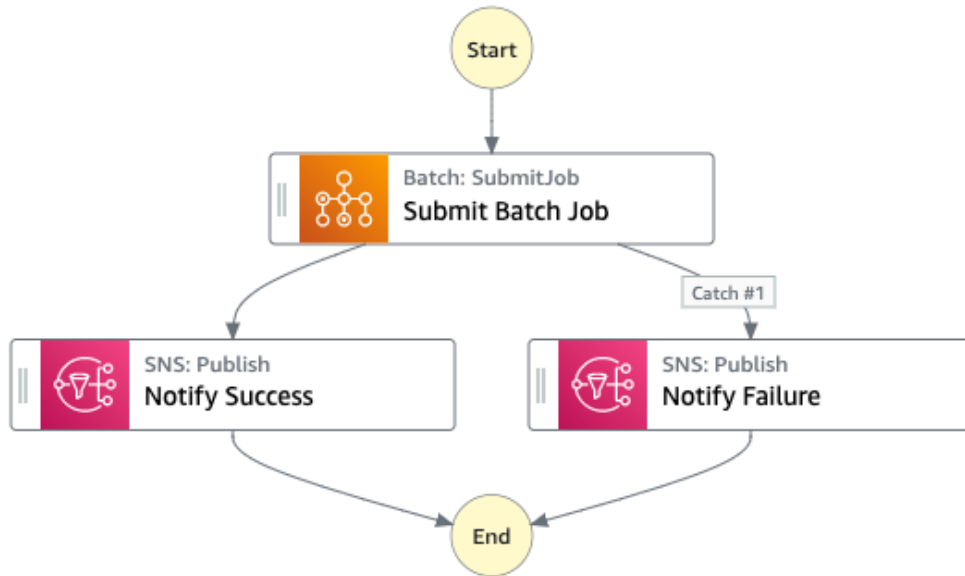 Start
Batch: SubmitJob
Submit Batch Job
Catch #1
SNS: Publish
Notify Success
SNS: Publish
Notify Failure
End